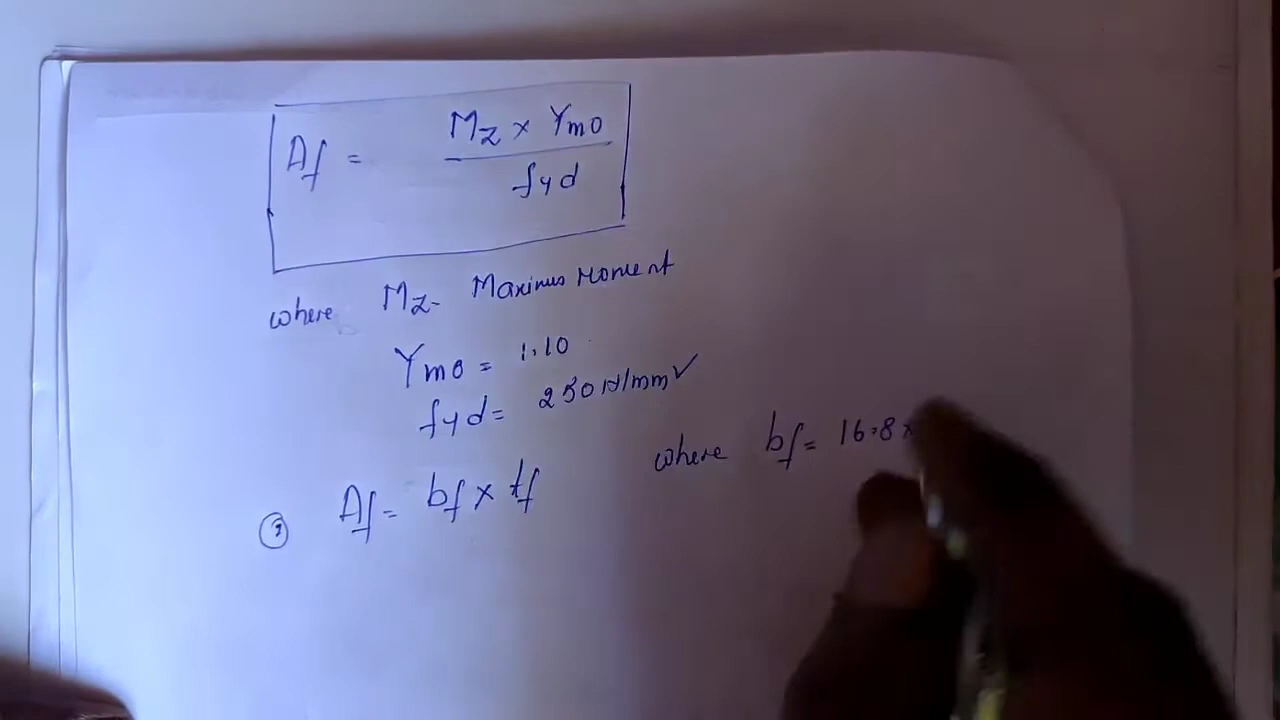 Af = Mz × Ymo / fyd
where Mz- Maximus Moment
Ymo = 1.10
fyd = 250 N/mm ✓
③ Af = bf × tf where bf = 16.8 ×